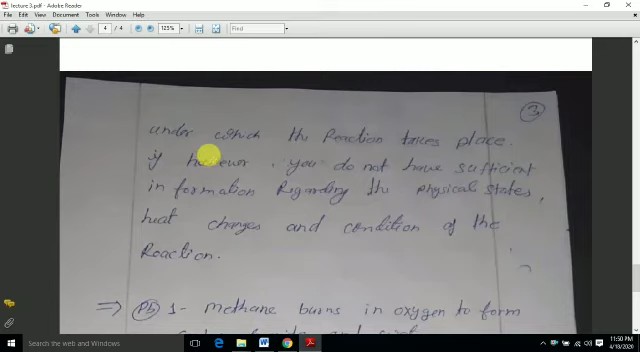 lecture 3.pdf - Adobe Reader
File Edit View Document Tools Window Help
4 / 4 125% Find
3
under which the Reaction takes place.
if however, you do not have sufficient
information Regarding the physical states,
heat changes and condition of the
Reaction.
⇒ Pb 1- methane burns in oxygen to form
Search the Web and Windows
11:50 PM
4/18/2020